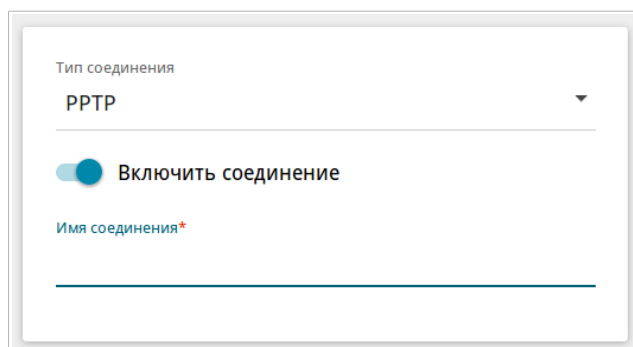 Тип соединения
PPTP
Включить соединение
Имя соединения*